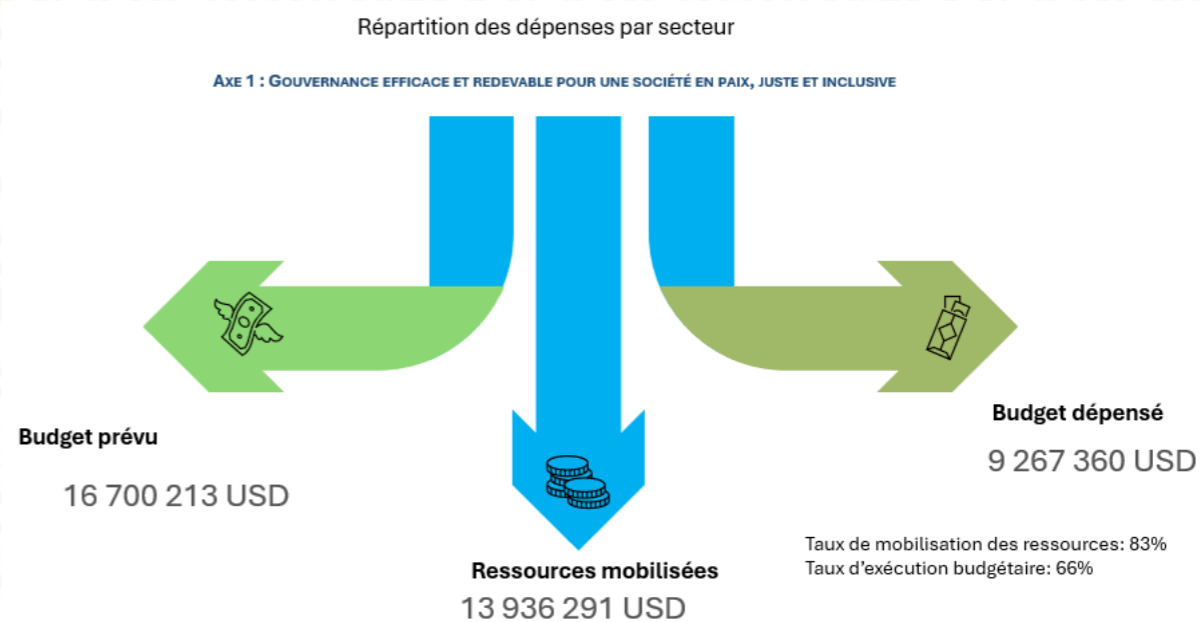 Répartition des dépenses par secteur
AXE 1 : GOUVERNANCE EFFICACE ET REDEVABLE POUR UNE SOCIÉTÉ EN PAIX, JUSTE ET INCLUSIVE
Budget prévu
16 700 213 USD
Ressources mobilisées
13 936 291 USD
Budget dépensé
9 267 360 USD
Taux de mobilisation des ressources: 83%
Taux d’exécution budgétaire: 66%